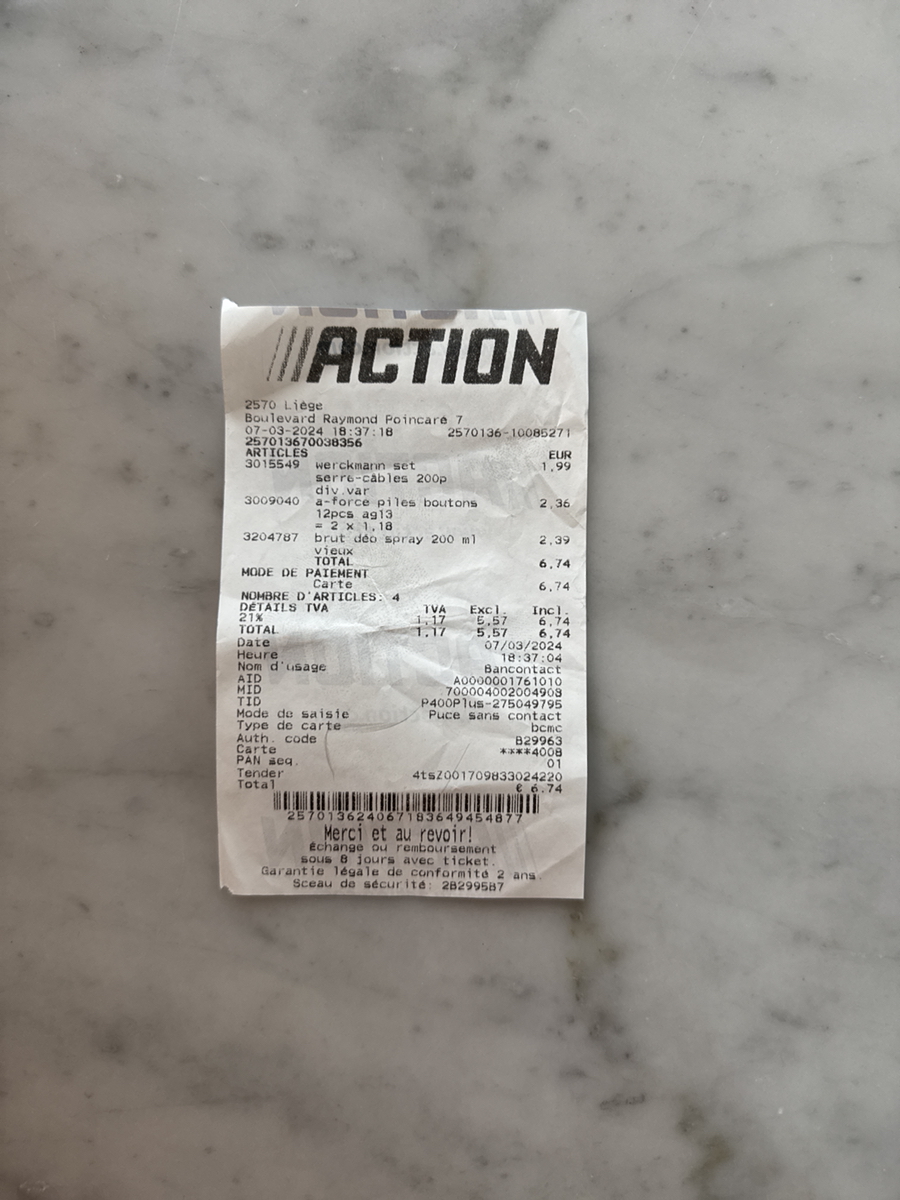 ACTION
2570 Liège
Boulevard Raymond Poincaré 7
07-03-2024 18:37:18 2570136-10085271
257013670038356
ARTICLES EUR
3015549 werckmann set 1,99
serre-câbles 200p
div.var
3009040 a-force piles boutons 2,36
12pcs ag13
= 2 x 1,18
3204787 brut déo spray 200 ml 2,39
vieux
TOTAL 6,74
MODE DE PAIEMENT
Carte 6,74
NOMBRE D'ARTICLES: 4
DÉTAILS TVA TVA Excl. Incl.
21% 1,17 5,57 6,74
TOTAL 1,17 5,57 6,74
Date 07/03/2024
Heure 18:37:04
Nom d'usage Bancontact
AID A0000001761010
MID 700004002004908
TID P400Plus-275049795
Mode de saisie Puce sans contact
Type de carte bcmc
Auth. code B29963
Carte ****4008
PAN seq. 01
Tender 4tsZ001709833024220
Total € 6.74
257013624067183649454877
Merci et au revoir!
Échange ou remboursement
sous 8 jours avec ticket.
Garantie légale de conformité 2 ans.
Sceau de sécurité: 2B2995B7